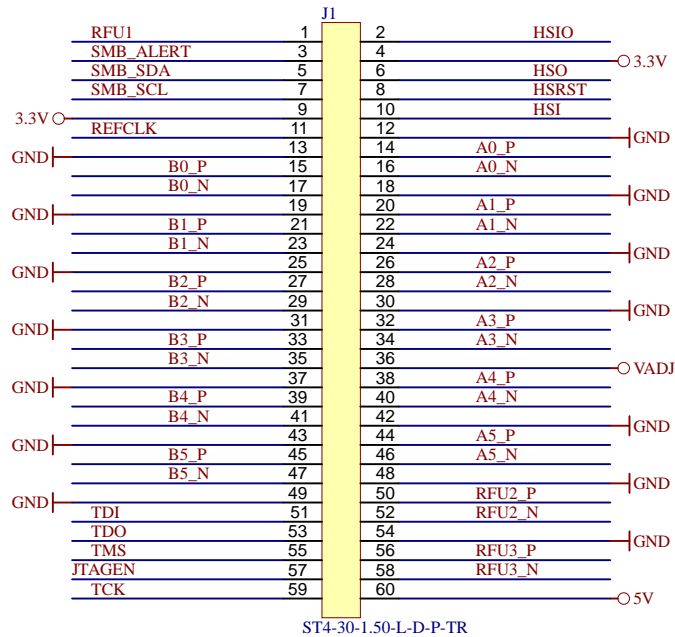 J1
RFU1 1 2 HSIO
SMB_ALERT 3 4 3.3V
SMB_SDA 5 6 HSO
SMB_SCL 7 8 HSRST
3.3V 9 10 HSI
REFCLK 11 12 GND
GND 13 14 A0_P
B0_P 15 16 A0_N
B0_N 17 18 GND
GND 19 20 A1_P
B1_P 21 22 A1_N
B1_N 23 24 GND
GND 25 26 A2_P
B2_P 27 28 A2_N
B2_N 29 30 GND
GND 31 32 A3_P
B3_P 33 34 A3_N
B3_N 35 36 VADJ
GND 37 38 A4_P
B4_P 39 40 A4_N
B4_N 41 42 GND
GND 43 44 A5_P
B5_P 45 46 A5_N
B5_N 47 48 GND
GND 49 50 RFU2_P
TDI 51 52 RFU2_N
TDO 53 54 GND
TMS 55 56 RFU3_P
JTAGEN 57 58 RFU3_N
TCK 59 60 5V
ST4-30-1.50-L-D-P-TR